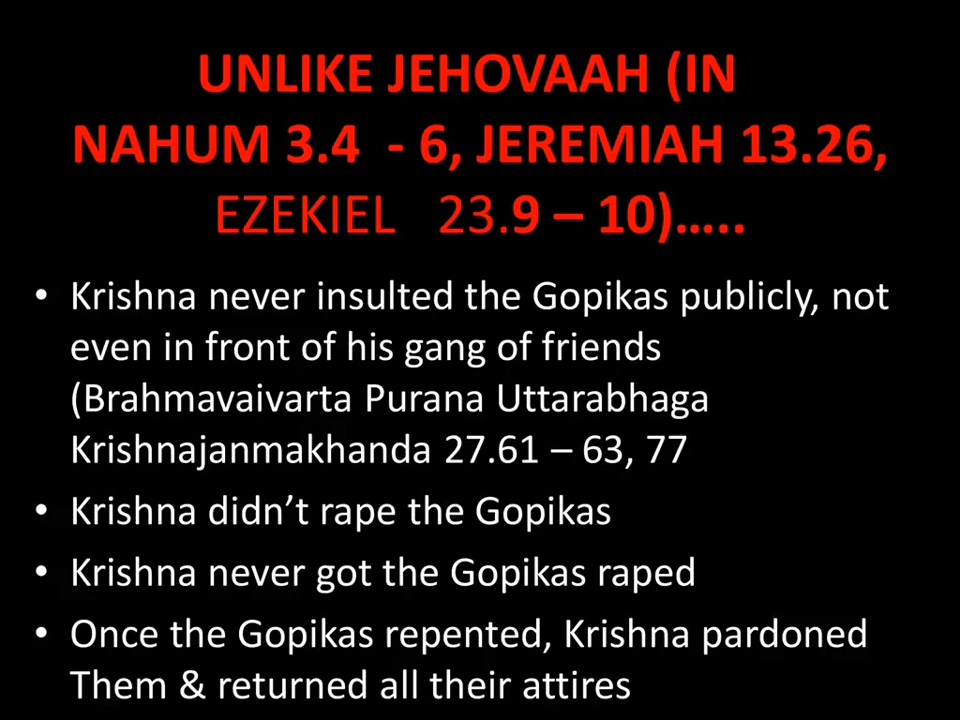 UNLIKE JEHOVAAH (IN
NAHUM 3.4 - 6, JEREMIAH 13.26,
EZEKIEL 23.9 – 10)…..
• Krishna never insulted the Gopikas publicly, not
even in front of his gang of friends
(Brahmavaivarta Purana Uttarabhaga
Krishnajanmakhanda 27.61 – 63, 77
• Krishna didn’t rape the Gopikas
• Krishna never got the Gopikas raped
• Once the Gopikas repented, Krishna pardoned
Them & returned all their attires